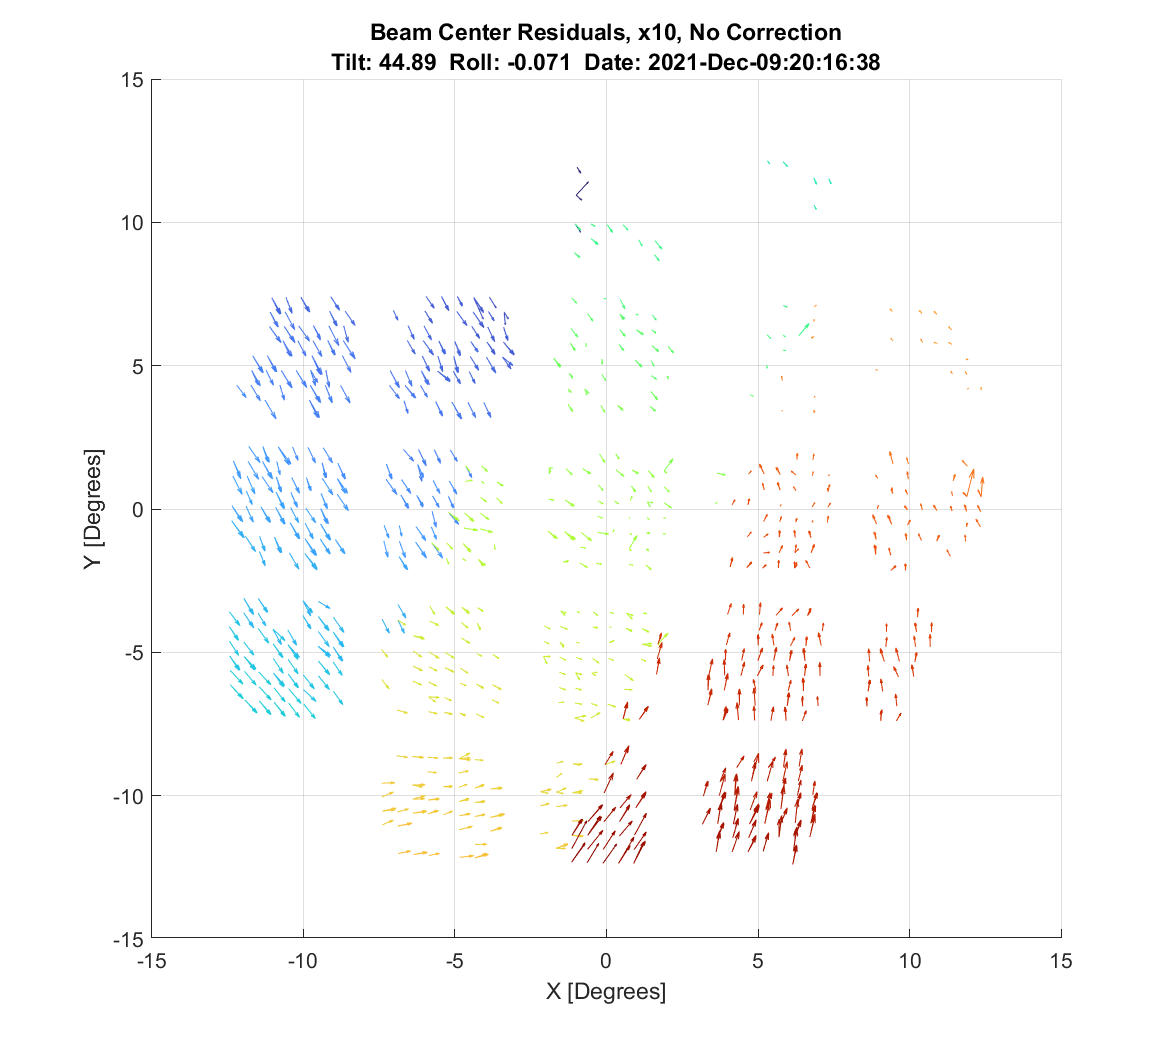 Beam Center Residuals, x10, No Correction
Tilt: 44.89 Roll: -0.071 Date: 2021-Dec-09:20:16:38
15
10
5
0
-5
-10
-15
Y [Degrees]
-15 -10 -5 0 5 10 15
X [Degrees]